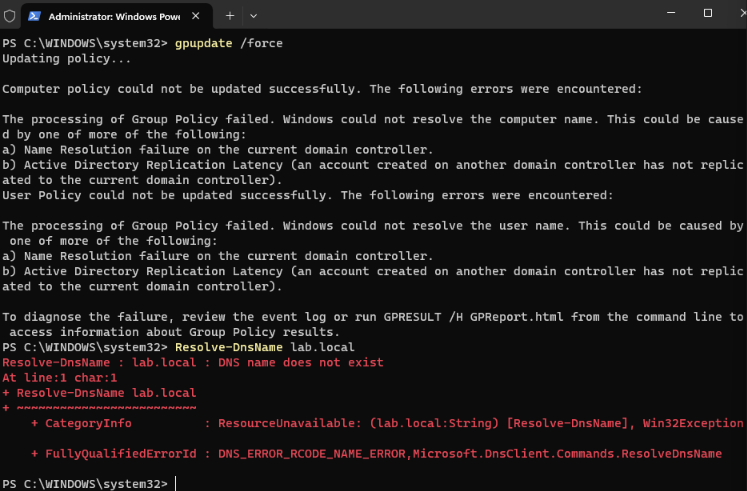 Administrator: Windows Powe
PS C:\WINDOWS\system32> gpupdate /force
Updating policy...
Computer policy could not be updated successfully. The following errors were encountered:
The processing of Group Policy failed. Windows could not resolve the computer name. This could be cause
d by one of more of the following:
a) Name Resolution failure on the current domain controller.
b) Active Directory Replication Latency (an account created on another domain controller has not replic
ated to the current domain controller).
User Policy could not be updated successfully. The following errors were encountered:
The processing of Group Policy failed. Windows could not resolve the user name. This could be caused by
one of more of the following:
a) Name Resolution failure on the current domain controller.
b) Active Directory Replication Latency (an account created on another domain controller has not replic
ated to the current domain controller).
To diagnose the failure, review the event log or run GPRESULT /H GPReport.html from the command line to
access information about Group Policy results.
PS C:\WINDOWS\system32> Resolve-DnsName lab.local
Resolve-DnsName : lab.local : DNS name does not exist
At line:1 char:1
+ Resolve-DnsName lab.local
+ ~~~~~~~~~~~~~~~~~~~~~~~~~
+ CategoryInfo : ResourceUnavailable: (lab.local:String) [Resolve-DnsName], Win32Exception
+ FullyQualifiedErrorId : DNS_ERROR_RCODE_NAME_ERROR,Microsoft.DnsClient.Commands.ResolveDnsName
PS C:\WINDOWS\system32>